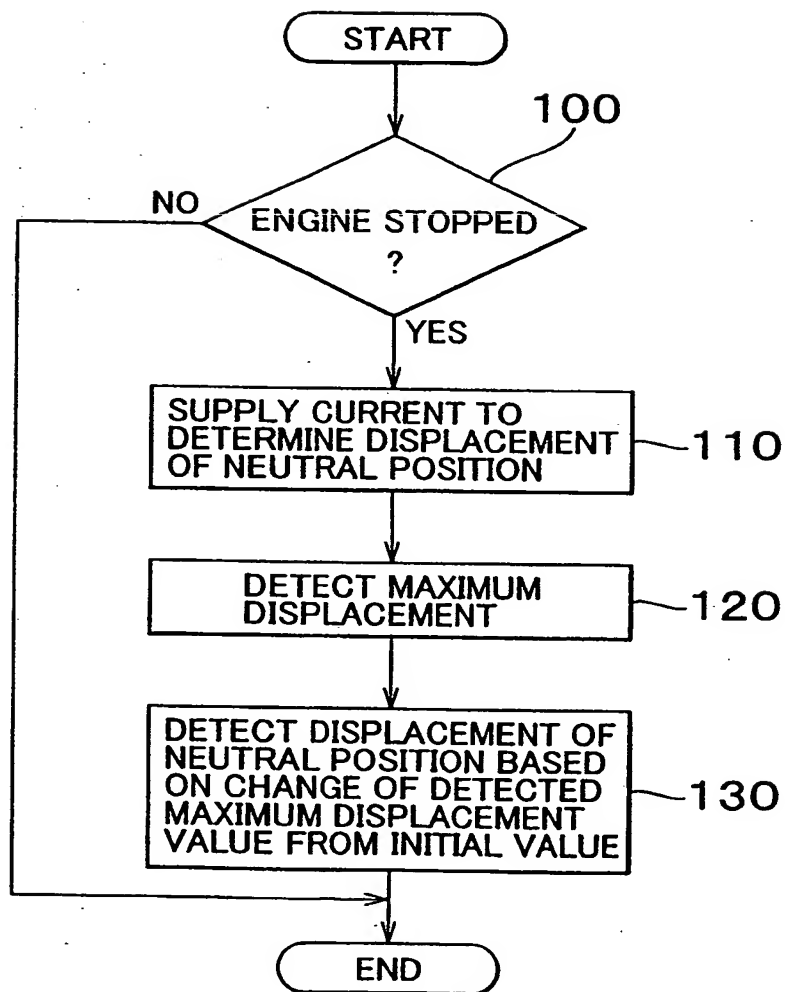 START
100
NO
ENGINE STOPPED
?
YES
SUPPLY CURRENT TO
DETERMINE DISPLACEMENT
OF NEUTRAL POSITION
110
DETECT MAXIMUM
DISPLACEMENT
120
DETECT DISPLACEMENT OF
NEUTRAL POSITION BASED
ON CHANGE OF DETECTED
MAXIMUM DISPLACEMENT
VALUE FROM INITIAL VALUE
130
END